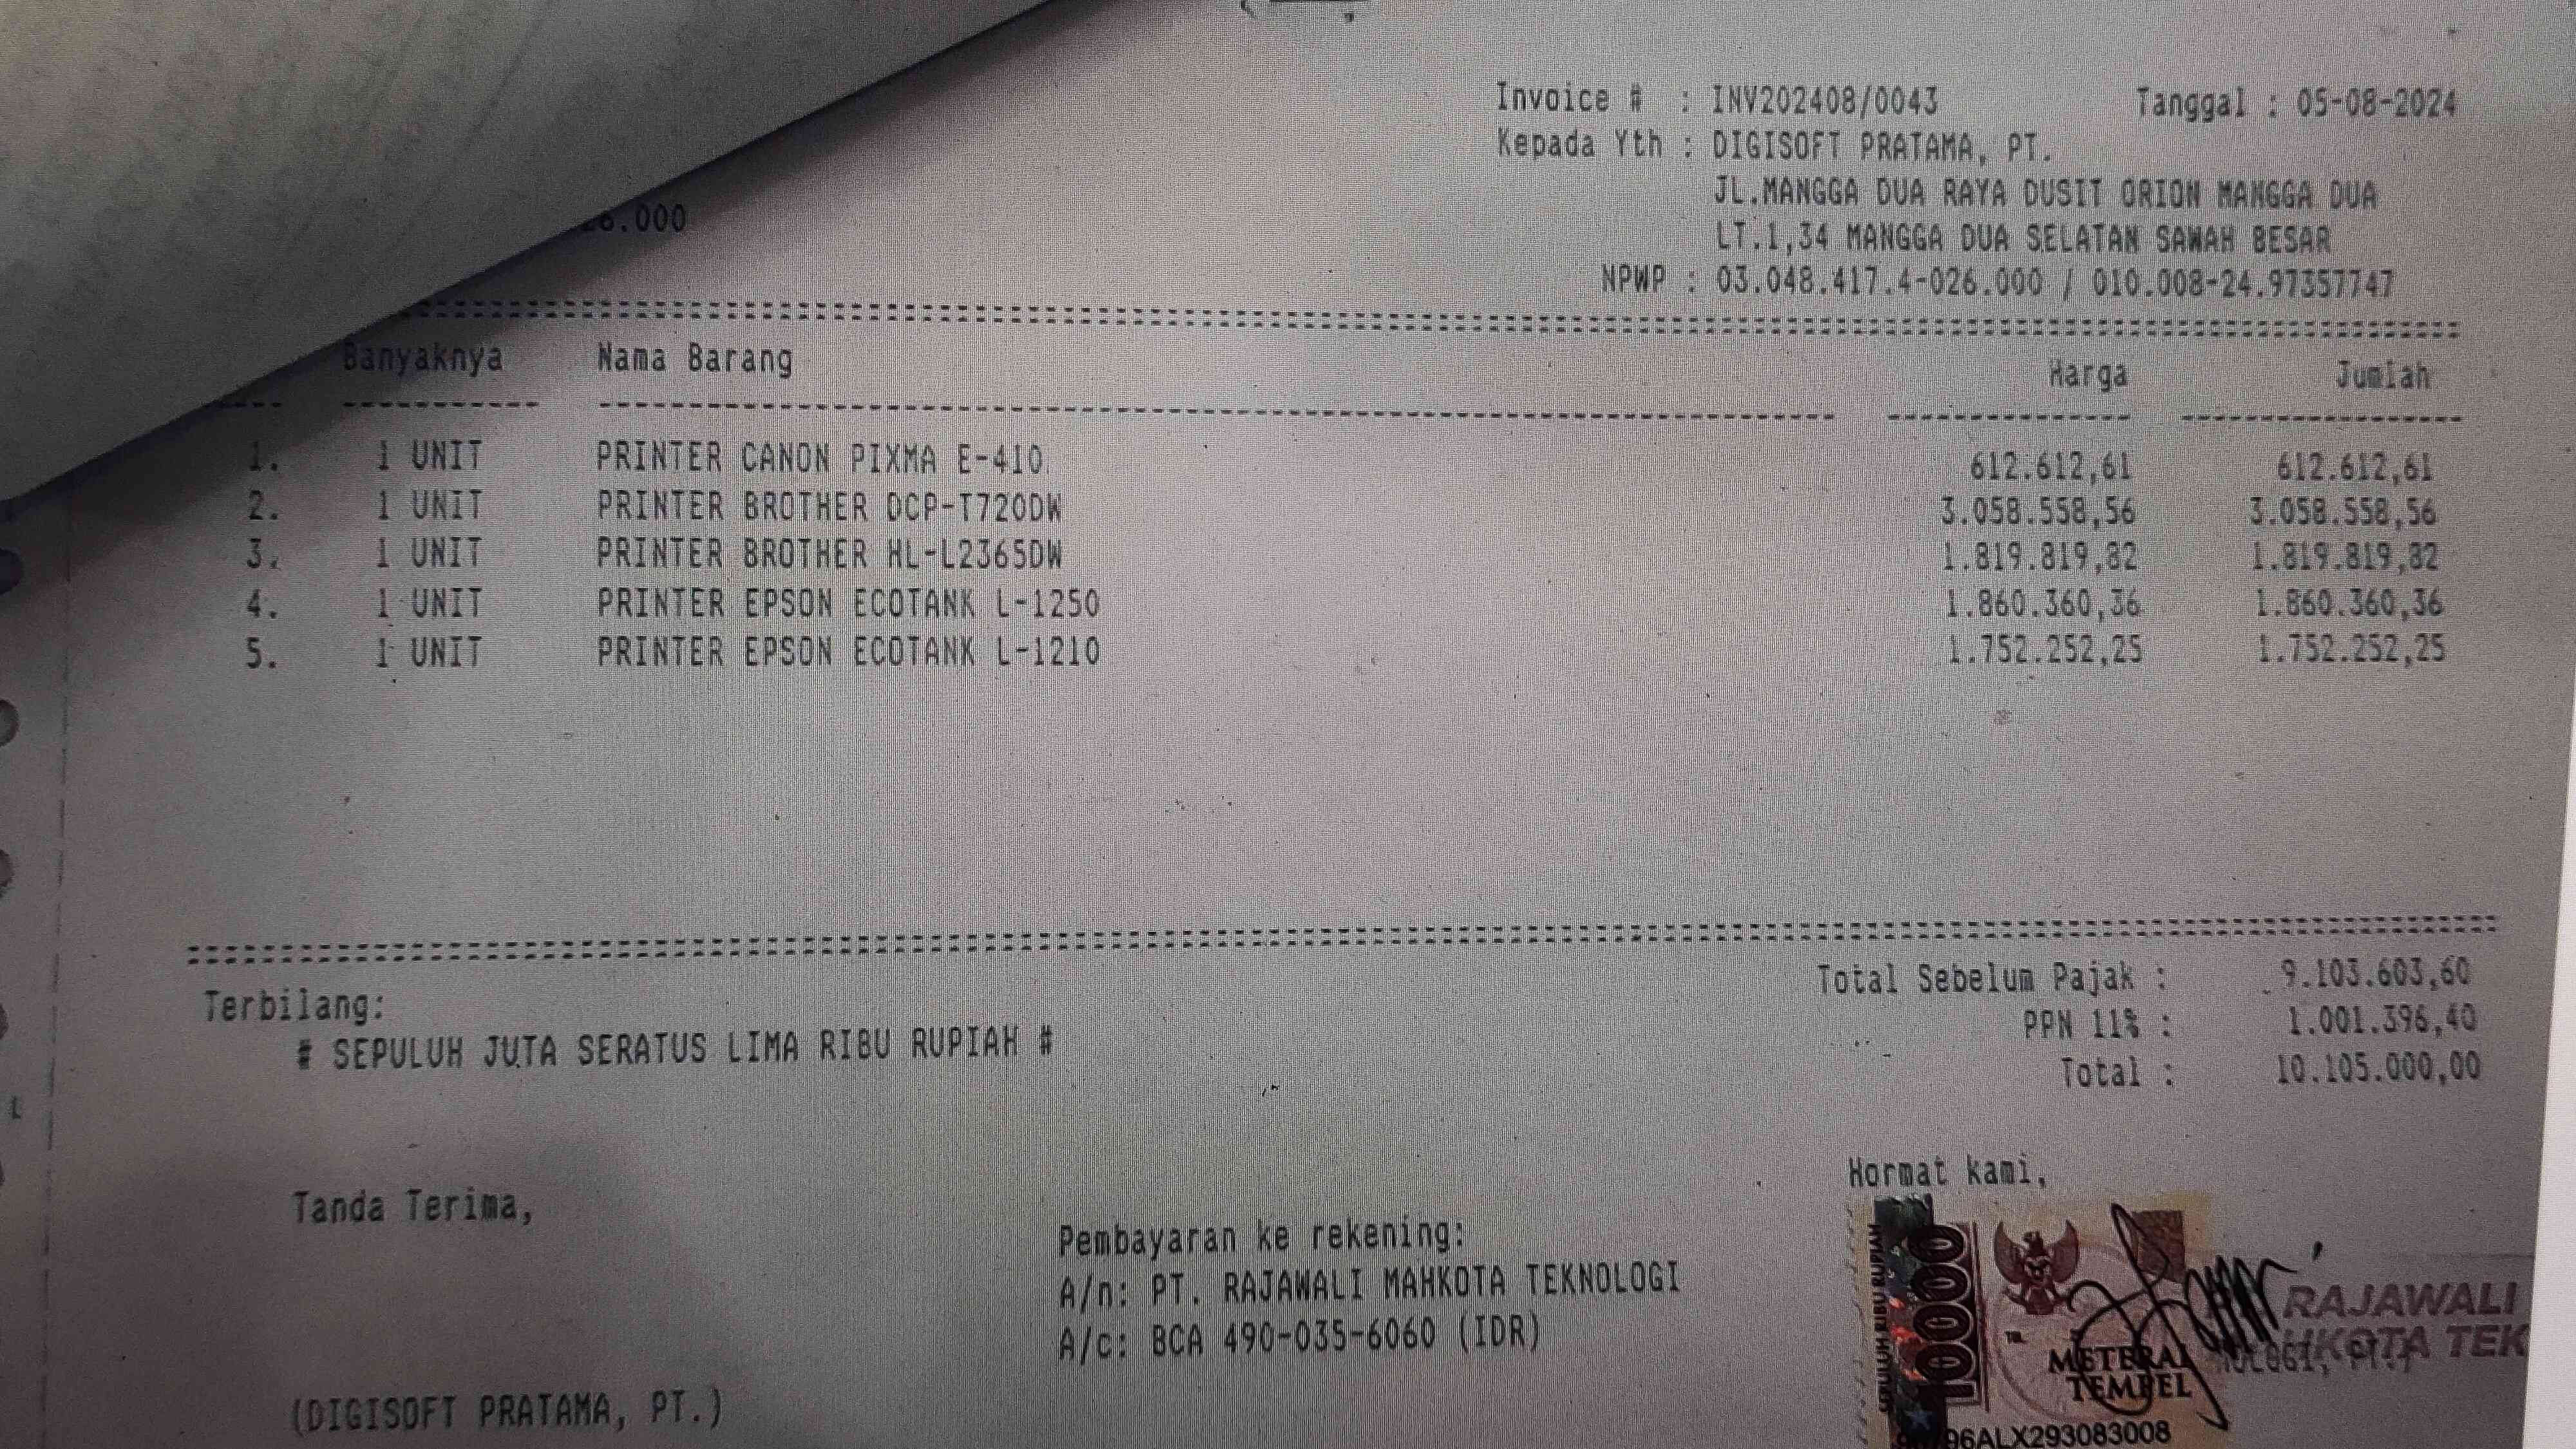 Invoice # : INV202408/0043 Tanggal : 05-08-2024
Kepada Yth : DIGISOFT PRATAMA, PT.
JL.MANGGA DUA RAYA DUSIT ORION MANGGA DUA
LT.1,34 MANGGA DUA SELATAN SAWAH BESAR
6.000
NPWP : 03.048.417.4-026.000 / 010.008-24.97357747
Banyaknya Nama Barang Harga Jumlah
1. 1 UNIT PRINTER CANON PIXMA E-410 612.612,61 612.612,61
2. 1 UNIT PRINTER BROTHER DCP-T720DW 3.058.558,56 3.058.558,56
3. 1 UNIT PRINTER BROTHER HL-L2365DW 1.819.819,82 1.819.819,82
4. 1 UNIT PRINTER EPSON ECOTANK L-1250 1.860.360,36 1.860.360,36
5. 1 UNIT PRINTER EPSON ECOTANK L-1210 1.752.252,25 1.752.252,25
Total Sebelum Pajak : 9.103.603,60
Terbilang: PPN 11% : 1.001.396,40
# SEPULUH JUTA SERATUS LIMA RIBU RUPIAH # Total : 10.105.000,00
Hormat kami,
Tanda Terima,
Pembayaran ke rekening:
A/n: PT. RAJAWALI MAHKOTA TEKNOLOGI
A/c: BCA 490-035-6060 (IDR)
(DIGISOFT PRATAMA, PT.)
SEPULUH RIBU RUPIAH
10000
METERAI
TEMPEL
96ALX293083008
RAJAWALI
HKOTA TEK